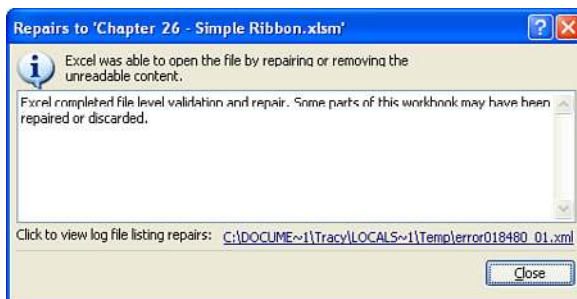 Repairs to 'Chapter 26 - Simple Ribbon.xlsm'
Excel was able to open the file by repairing or removing the
unreadable content.
Excel completed file level validation and repair. Some parts of this workbook may have been
repaired or discarded.
Click to view log file listing repairs: C:\DOCUME~1\Tracy\LOCALS~1\Temp\error018480_01.xml
Close